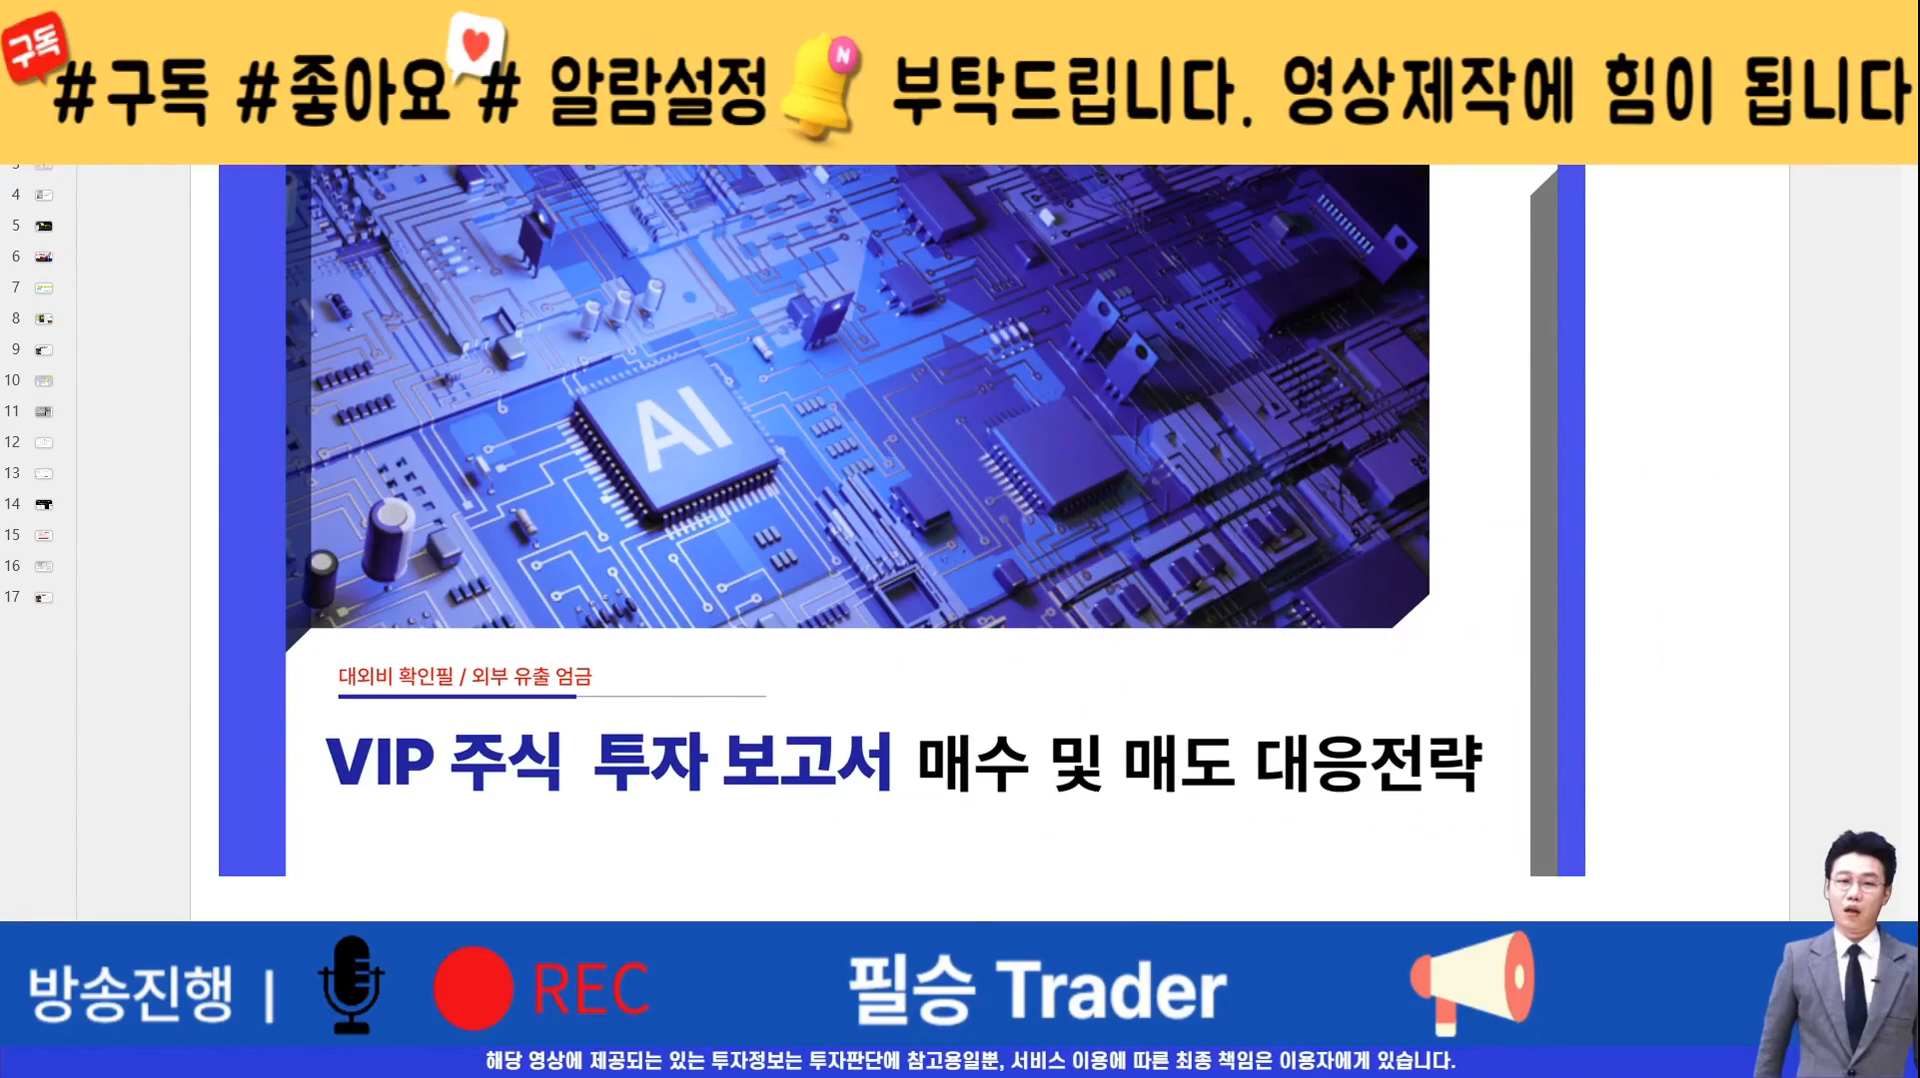 구독
#구독 #좋아요 # 알람설정 N 부탁드립니다. 영상제작에 힘이 됩니다
3
4
5
6
7
8
9
10
11
12
13
14
15
16
17
AI
대외비 확인필 / 외부 유출 엄금
VIP 주식 투자 보고서 매수 및 매도 대응전략
방송진행 | REC 필승 Trader
해당 영상에 제공되는 있는 투자정보는 투자판단에 참고용일뿐, 서비스 이용에 따른 최종 책임은 이용자에게 있습니다.